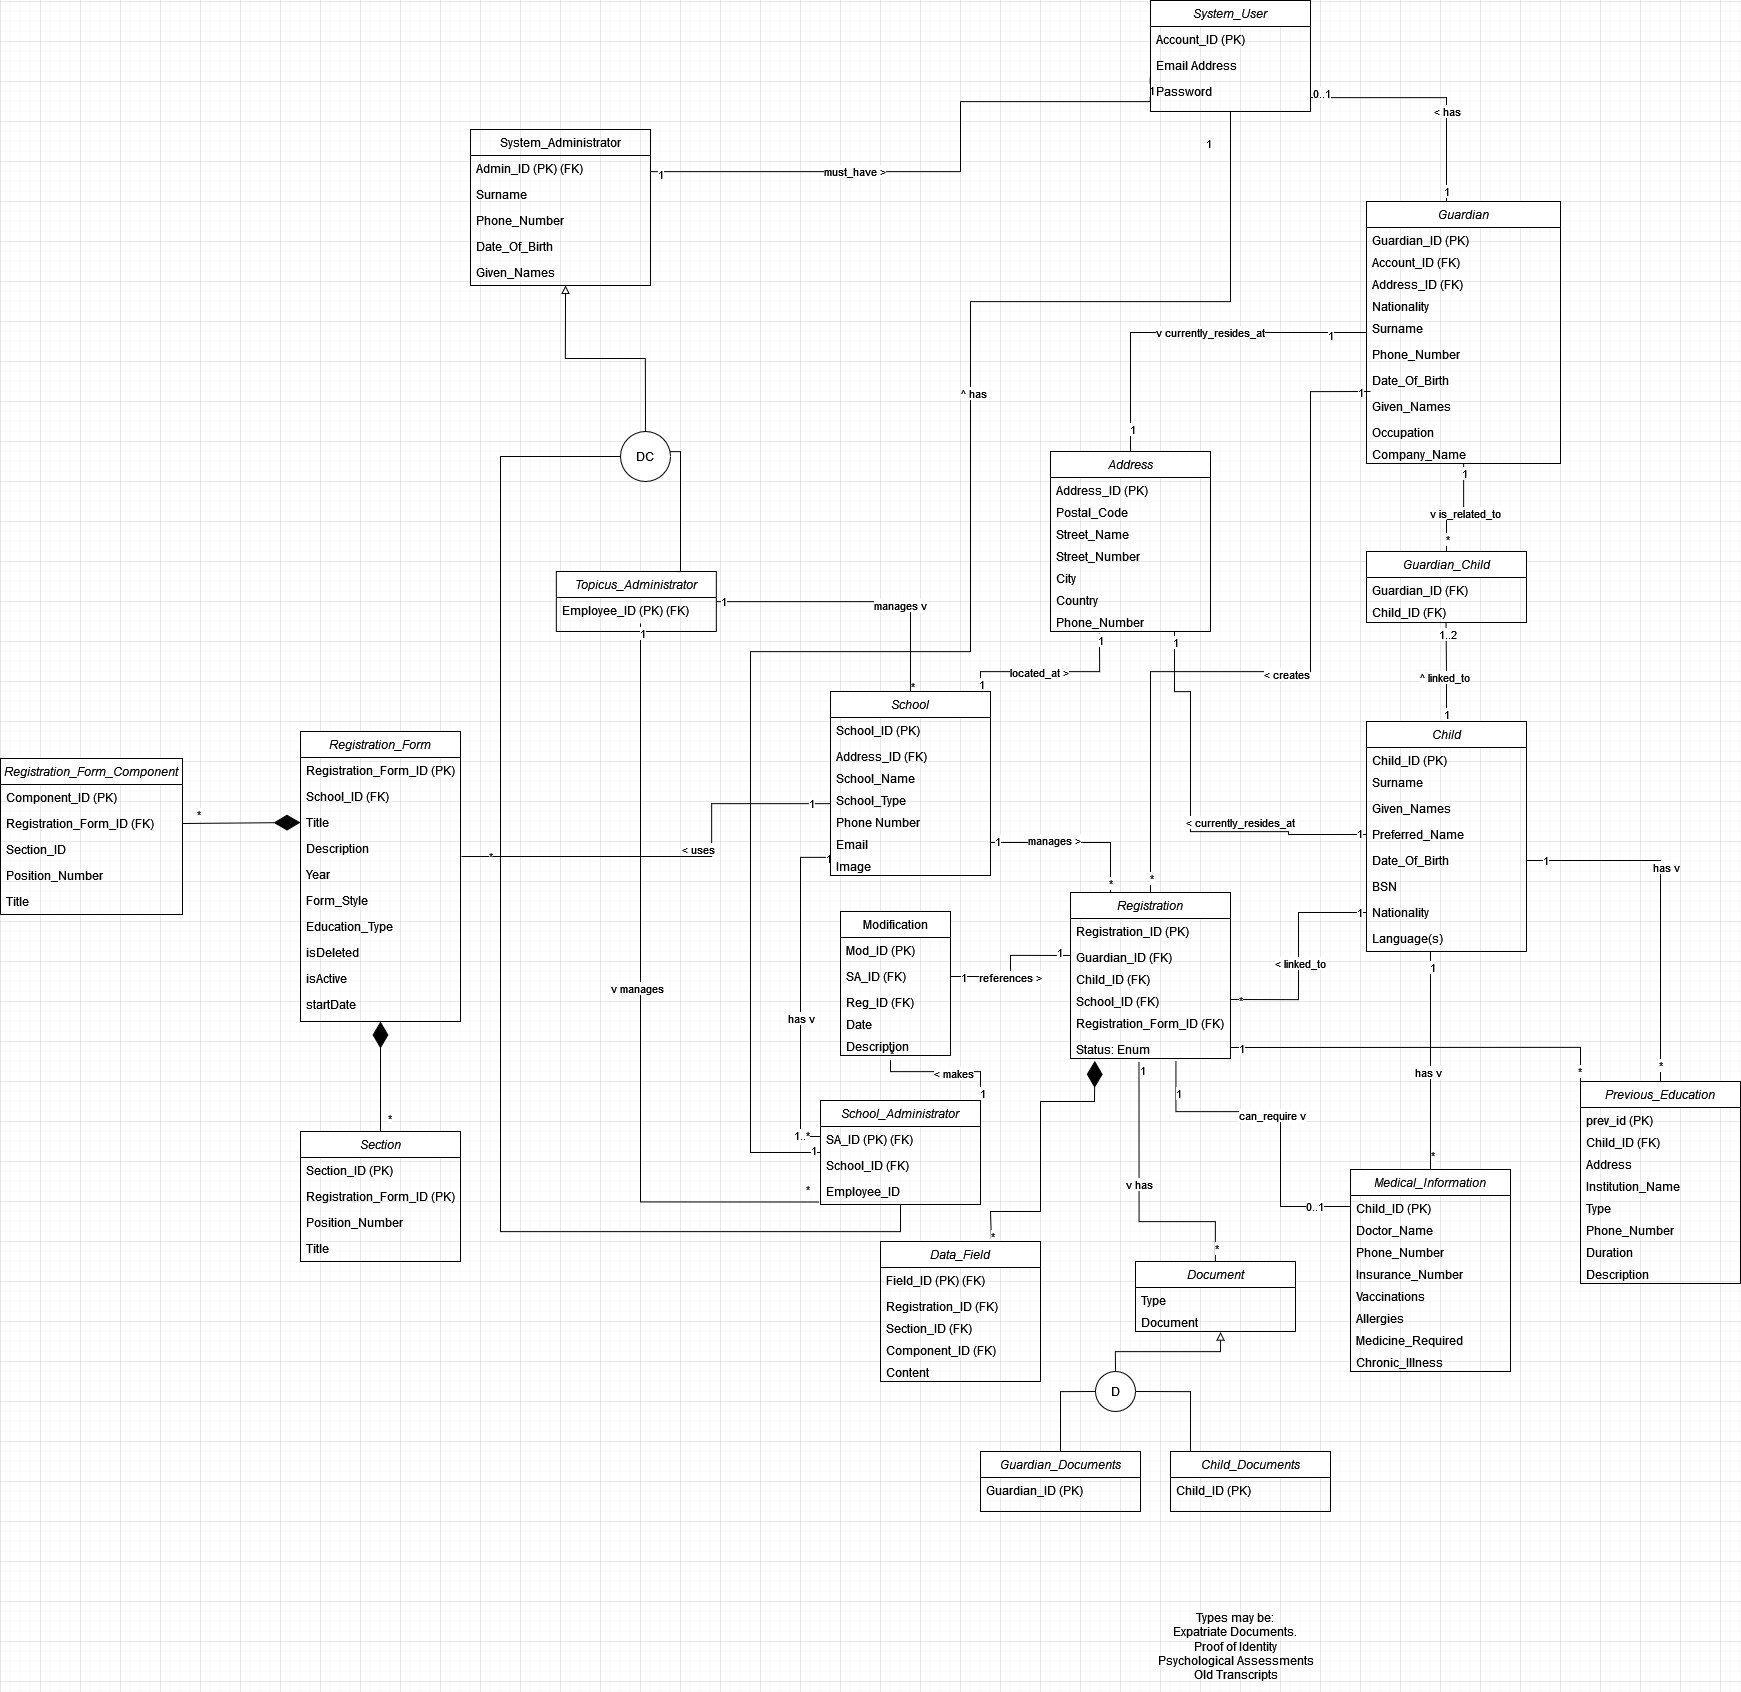 System_User
Account_ID (PK)
Email Address
1
Password
0..1
< has
1
1
System_Administrator
Admin_ID (PK) (FK)
Surname
Phone_Number
Date_Of_Birth
Given_Names
1
must_have >
Guardian
Guardian_ID (PK)
Account_ID (FK)
Address_ID (FK)
Nationality
Surname
Phone_Number
Date_Of_Birth
Given_Names
Occupation
Company_Name
v currently_resides_at
1
1
1
^ has
DC
Address
Address_ID (PK)
Postal_Code
Street_Name
Street_Number
City
Country
Phone_Number
1
v is_related_to
*
Guardian_Child
Guardian_ID (FK)
Child_ID (FK)
1..2
^ linked_to
1
Topicus_Administrator
Employee_ID (PK) (FK)
1
1
manages v
*
1
located_at >
1
1
< creates
School
School_ID (PK)
Address_ID (FK)
School_Name
School_Type
Phone Number
Email
Image
1
1
Child
Child_ID (PK)
Surname
Given_Names
Preferred_Name
Date_Of_Birth
BSN
Nationality
Language(s)
< currently_resides_at
1
1
has v
*
1
< linked_to
*
Registration_Form_Component
Component_ID (PK)
Registration_Form_ID (FK)
Section_ID
Position_Number
Title
*
Registration_Form
Registration_Form_ID (PK)
School_ID (FK)
Title
Description
Year
Form_Style
Education_Type
isDeleted
isActive
startDate
*
< uses
1
manages >
*
*
Registration
Registration_ID (PK)
Guardian_ID (FK)
Child_ID (FK)
School_ID (FK)
Registration_Form_ID (FK)
Status: Enum
Modification
Mod_ID (PK)
SA_ID (FK)
Reg_ID (FK)
Date
Description
*
1
references >
1
v manages
has v
< makes
1
School_Administrator
SA_ID (PK) (FK)
School_ID (FK)
Employee_ID
1..*
1
*
1
*
1
has v
*
1
1
can_require v
0..1
v has
*
*
Section
Section_ID (PK)
Registration_Form_ID (PK)
Position_Number
Title
*
Data_Field
Field_ID (PK) (FK)
Registration_ID (FK)
Section_ID (FK)
Component_ID (FK)
Content
Document
Type
Document
Medical_Information
Child_ID (PK)
Doctor_Name
Phone_Number
Insurance_Number
Vaccinations
Allergies
Medicine_Required
Chronic_Illness
Previous_Education
prev_id (PK)
Child_ID (FK)
Address
Institution_Name
Type
Phone_Number
Duration
Description
D
Guardian_Documents
Guardian_ID (PK)
Child_Documents
Child_ID (PK)
Types may be:
Expatriate Documents.
Proof of Identity
Psychological Assessments
Old Transcripts